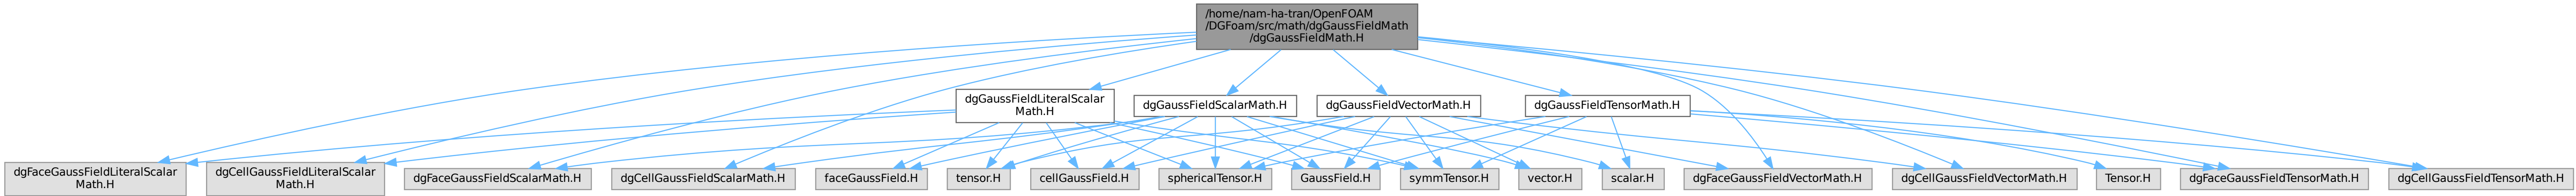 /home/nam-ha-tran/OpenFOAM
/DGFoam/src/math/dgGaussFieldMath
/dgGaussFieldMath.H
dgGaussFieldLiteralScalar
Math.H
dgGaussFieldScalarMath.H
dgGaussFieldVectorMath.H
dgGaussFieldTensorMath.H
dgFaceGaussFieldLiteralScalar
Math.H
dgCellGaussFieldLiteralScalar
Math.H
dgFaceGaussFieldScalarMath.H
dgCellGaussFieldScalarMath.H
faceGaussField.H
tensor.H
cellGaussField.H
sphericalTensor.H
GaussField.H
symmTensor.H
vector.H
scalar.H
dgFaceGaussFieldVectorMath.H
dgCellGaussFieldVectorMath.H
Tensor.H
dgFaceGaussFieldTensorMath.H
dgCellGaussFieldTensorMath.H